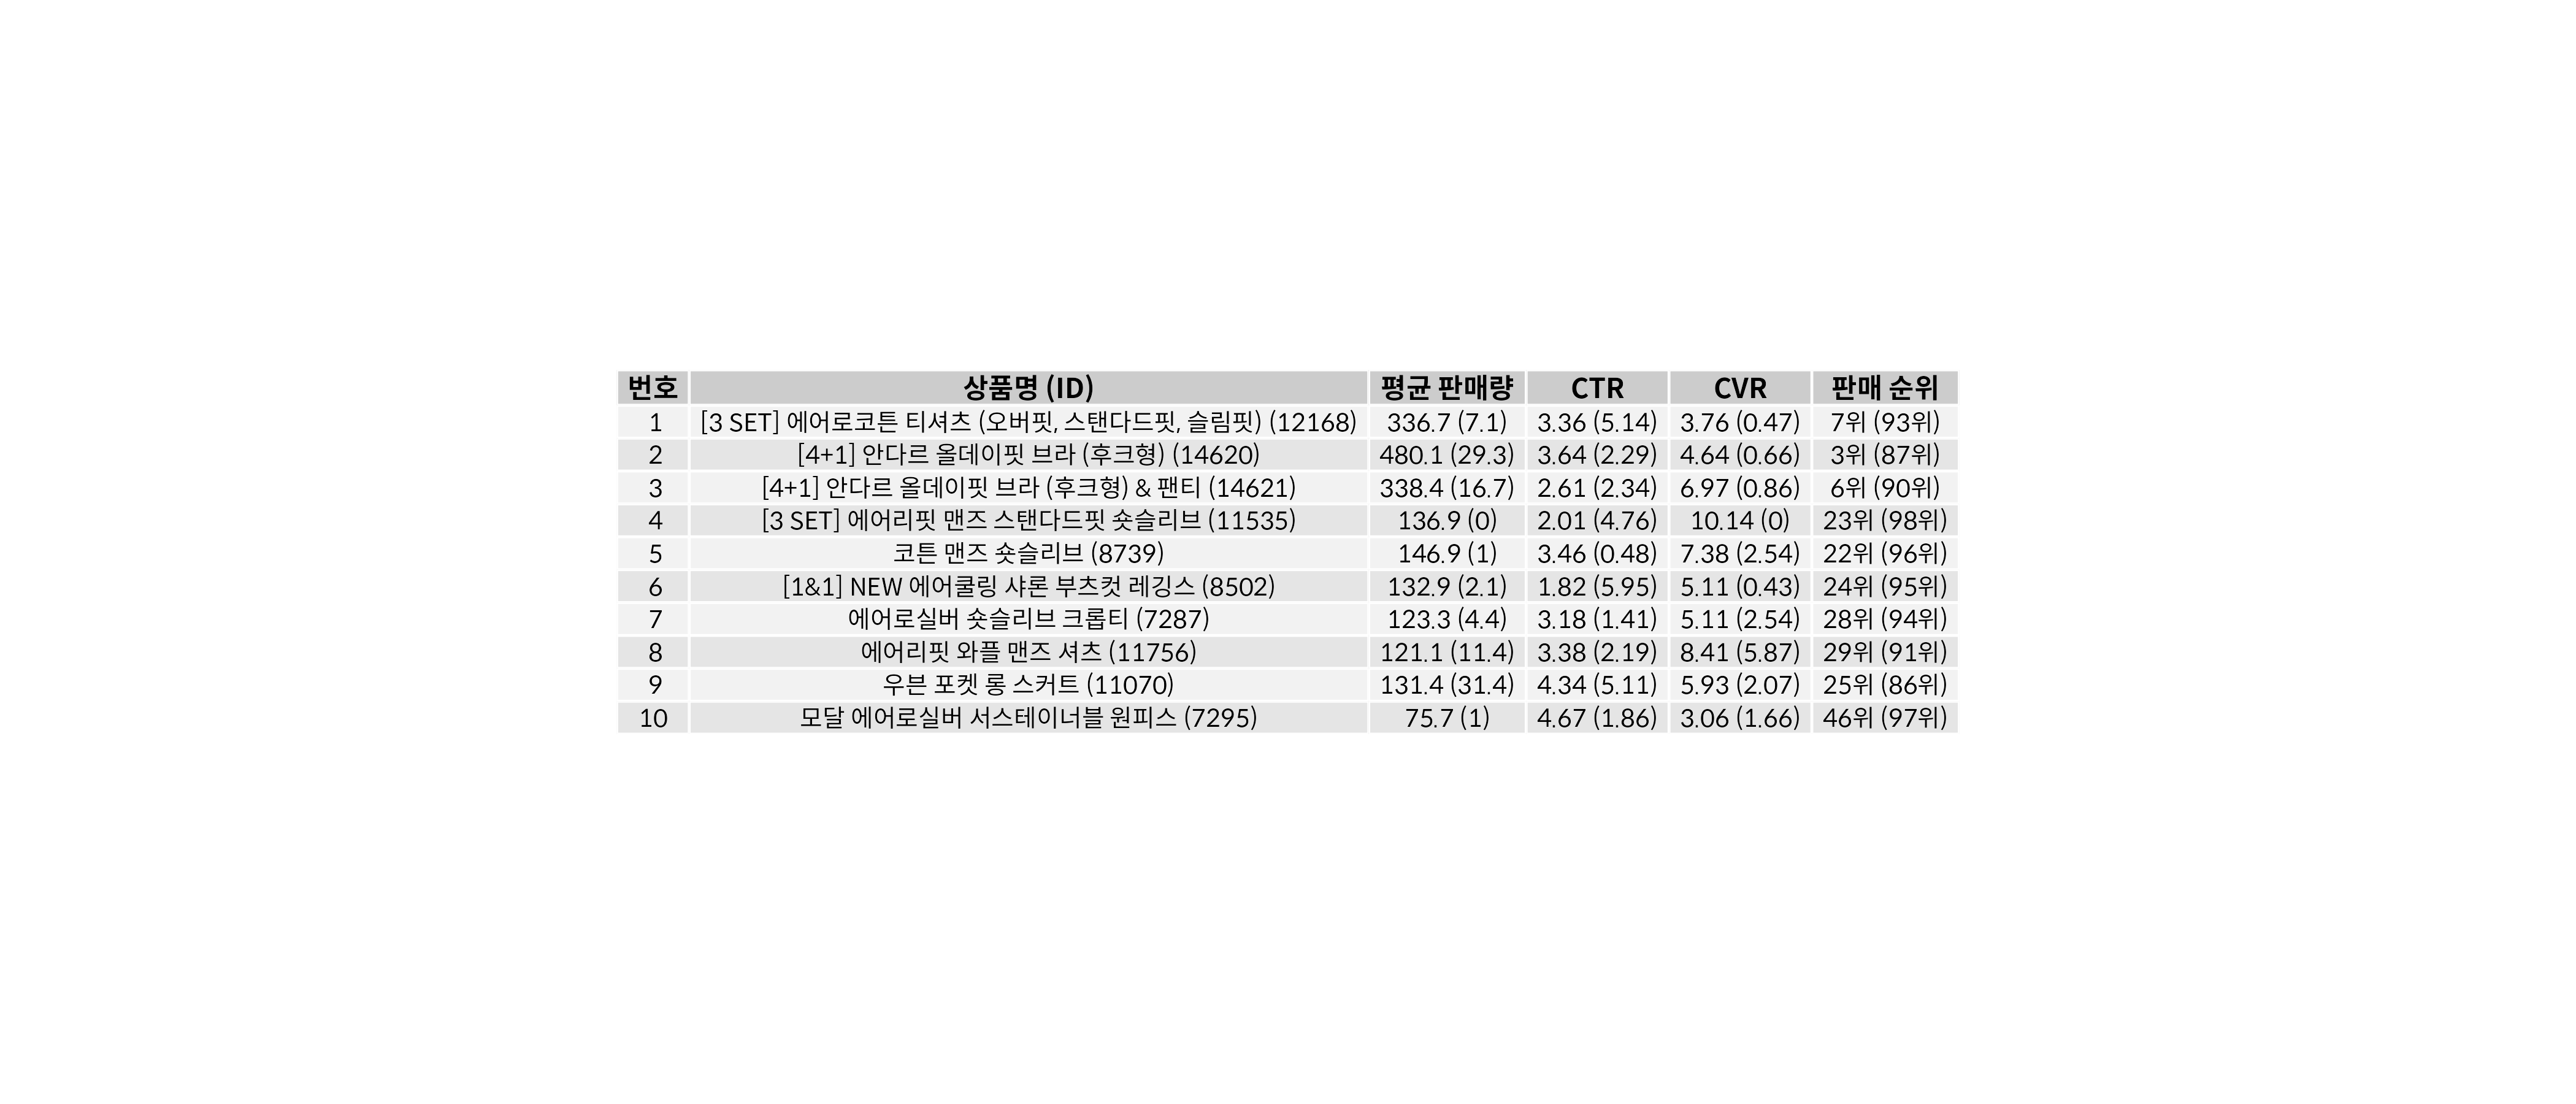 번호 상품명 (ID) 평균 판매량 CTR CVR 판매 순위
1 [3 SET] 에어로코튼 티셔츠 (오버핏, 스탠다드핏, 슬림핏) (12168) 336.7 (7.1) 3.36 (5.14) 3.76 (0.47) 7위 (93위)
2 [4+1] 안다르 올데이핏 브라 (후크형) (14620) 480.1 (29.3) 3.64 (2.29) 4.64 (0.66) 3위 (87위)
3 [4+1] 안다르 올데이핏 브라 (후크형) & 팬티 (14621) 338.4 (16.7) 2.61 (2.34) 6.97 (0.86) 6위 (90위)
4 [3 SET] 에어리핏 맨즈 스탠다드핏 숏슬리브 (11535) 136.9 (0) 2.01 (4.76) 10.14 (0) 23위 (98위)
5 코튼 맨즈 숏슬리브 (8739) 146.9 (1) 3.46 (0.48) 7.38 (2.54) 22위 (96위)
6 [1&1] NEW 에어쿨링 샤론 부츠컷 레깅스 (8502) 132.9 (2.1) 1.82 (5.95) 5.11 (0.43) 24위 (95위)
7 에어로실버 숏슬리브 크롭티 (7287) 123.3 (4.4) 3.18 (1.41) 5.11 (2.54) 28위 (94위)
8 에어리핏 와플 맨즈 셔츠 (11756) 121.1 (11.4) 3.38 (2.19) 8.41 (5.87) 29위 (91위)
9 우븐 포켓 롱 스커트 (11070) 131.4 (31.4) 4.34 (5.11) 5.93 (2.07) 25위 (86위)
10 모달 에어로실버 서스테이너블 원피스 (7295) 75.7 (1) 4.67 (1.86) 3.06 (1.66) 46위 (97위)